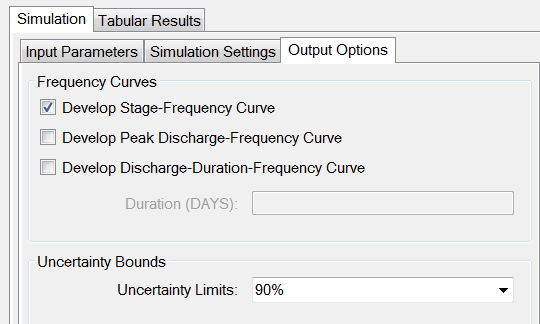 Simulation Tabular Results
Input Parameters Simulation Settings Output Options
Frequency Curves
Develop Stage-Frequency Curve
Develop Peak Discharge-Frequency Curve
Develop Discharge-Duration-Frequency Curve
Duration (DAYS):
Uncertainty Bounds
Uncertainty Limits: 90%